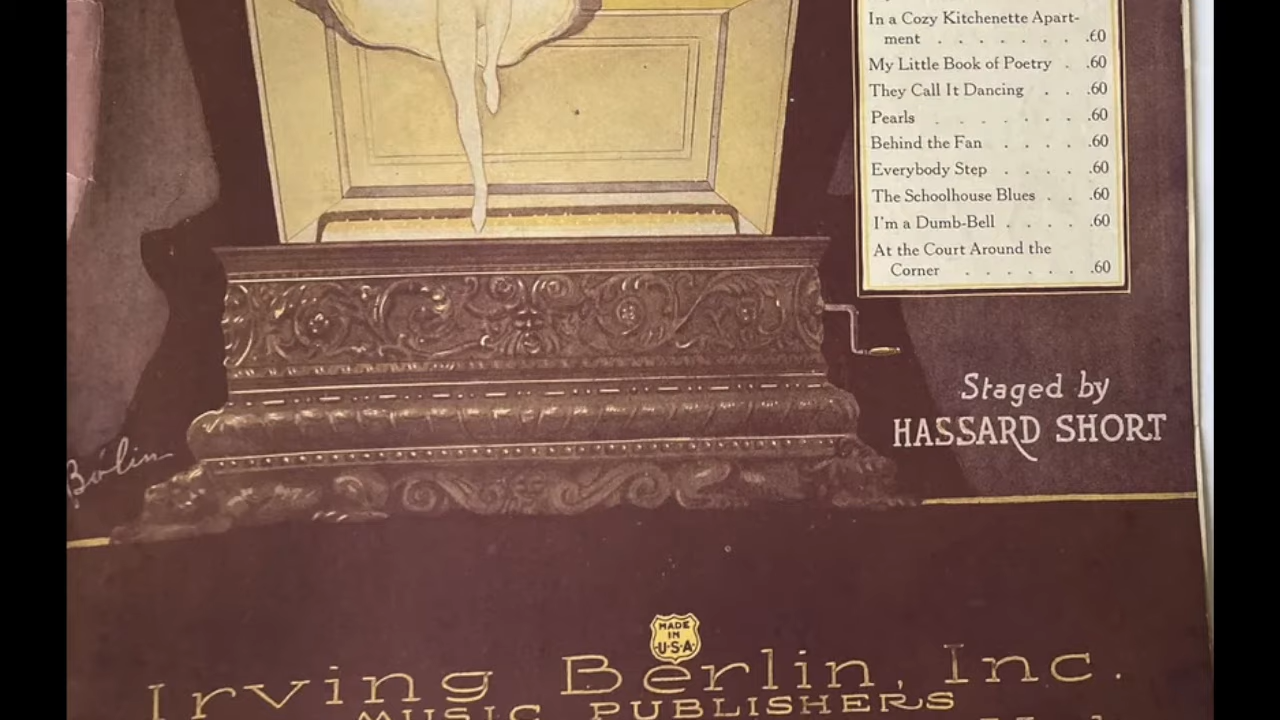 In a Cozy Kitchenette Apart-
ment . . . . . . . .60
My Little Book of Poetry . .60
They Call It Dancing . . .60
Pearls . . . . . . . .60
Behind the Fan . . . . .60
Everybody Step . . . . .60
The Schoolhouse Blues . . .60
I'm a Dumb-Bell . . . . .60
At the Court Around the
Corner . . . . . . .60
Staged by
HASSARD SHORT
Bolin
MADE
IN
U·S·A
Irving Berlin, Inc.
MUSIC PUBLISHERS